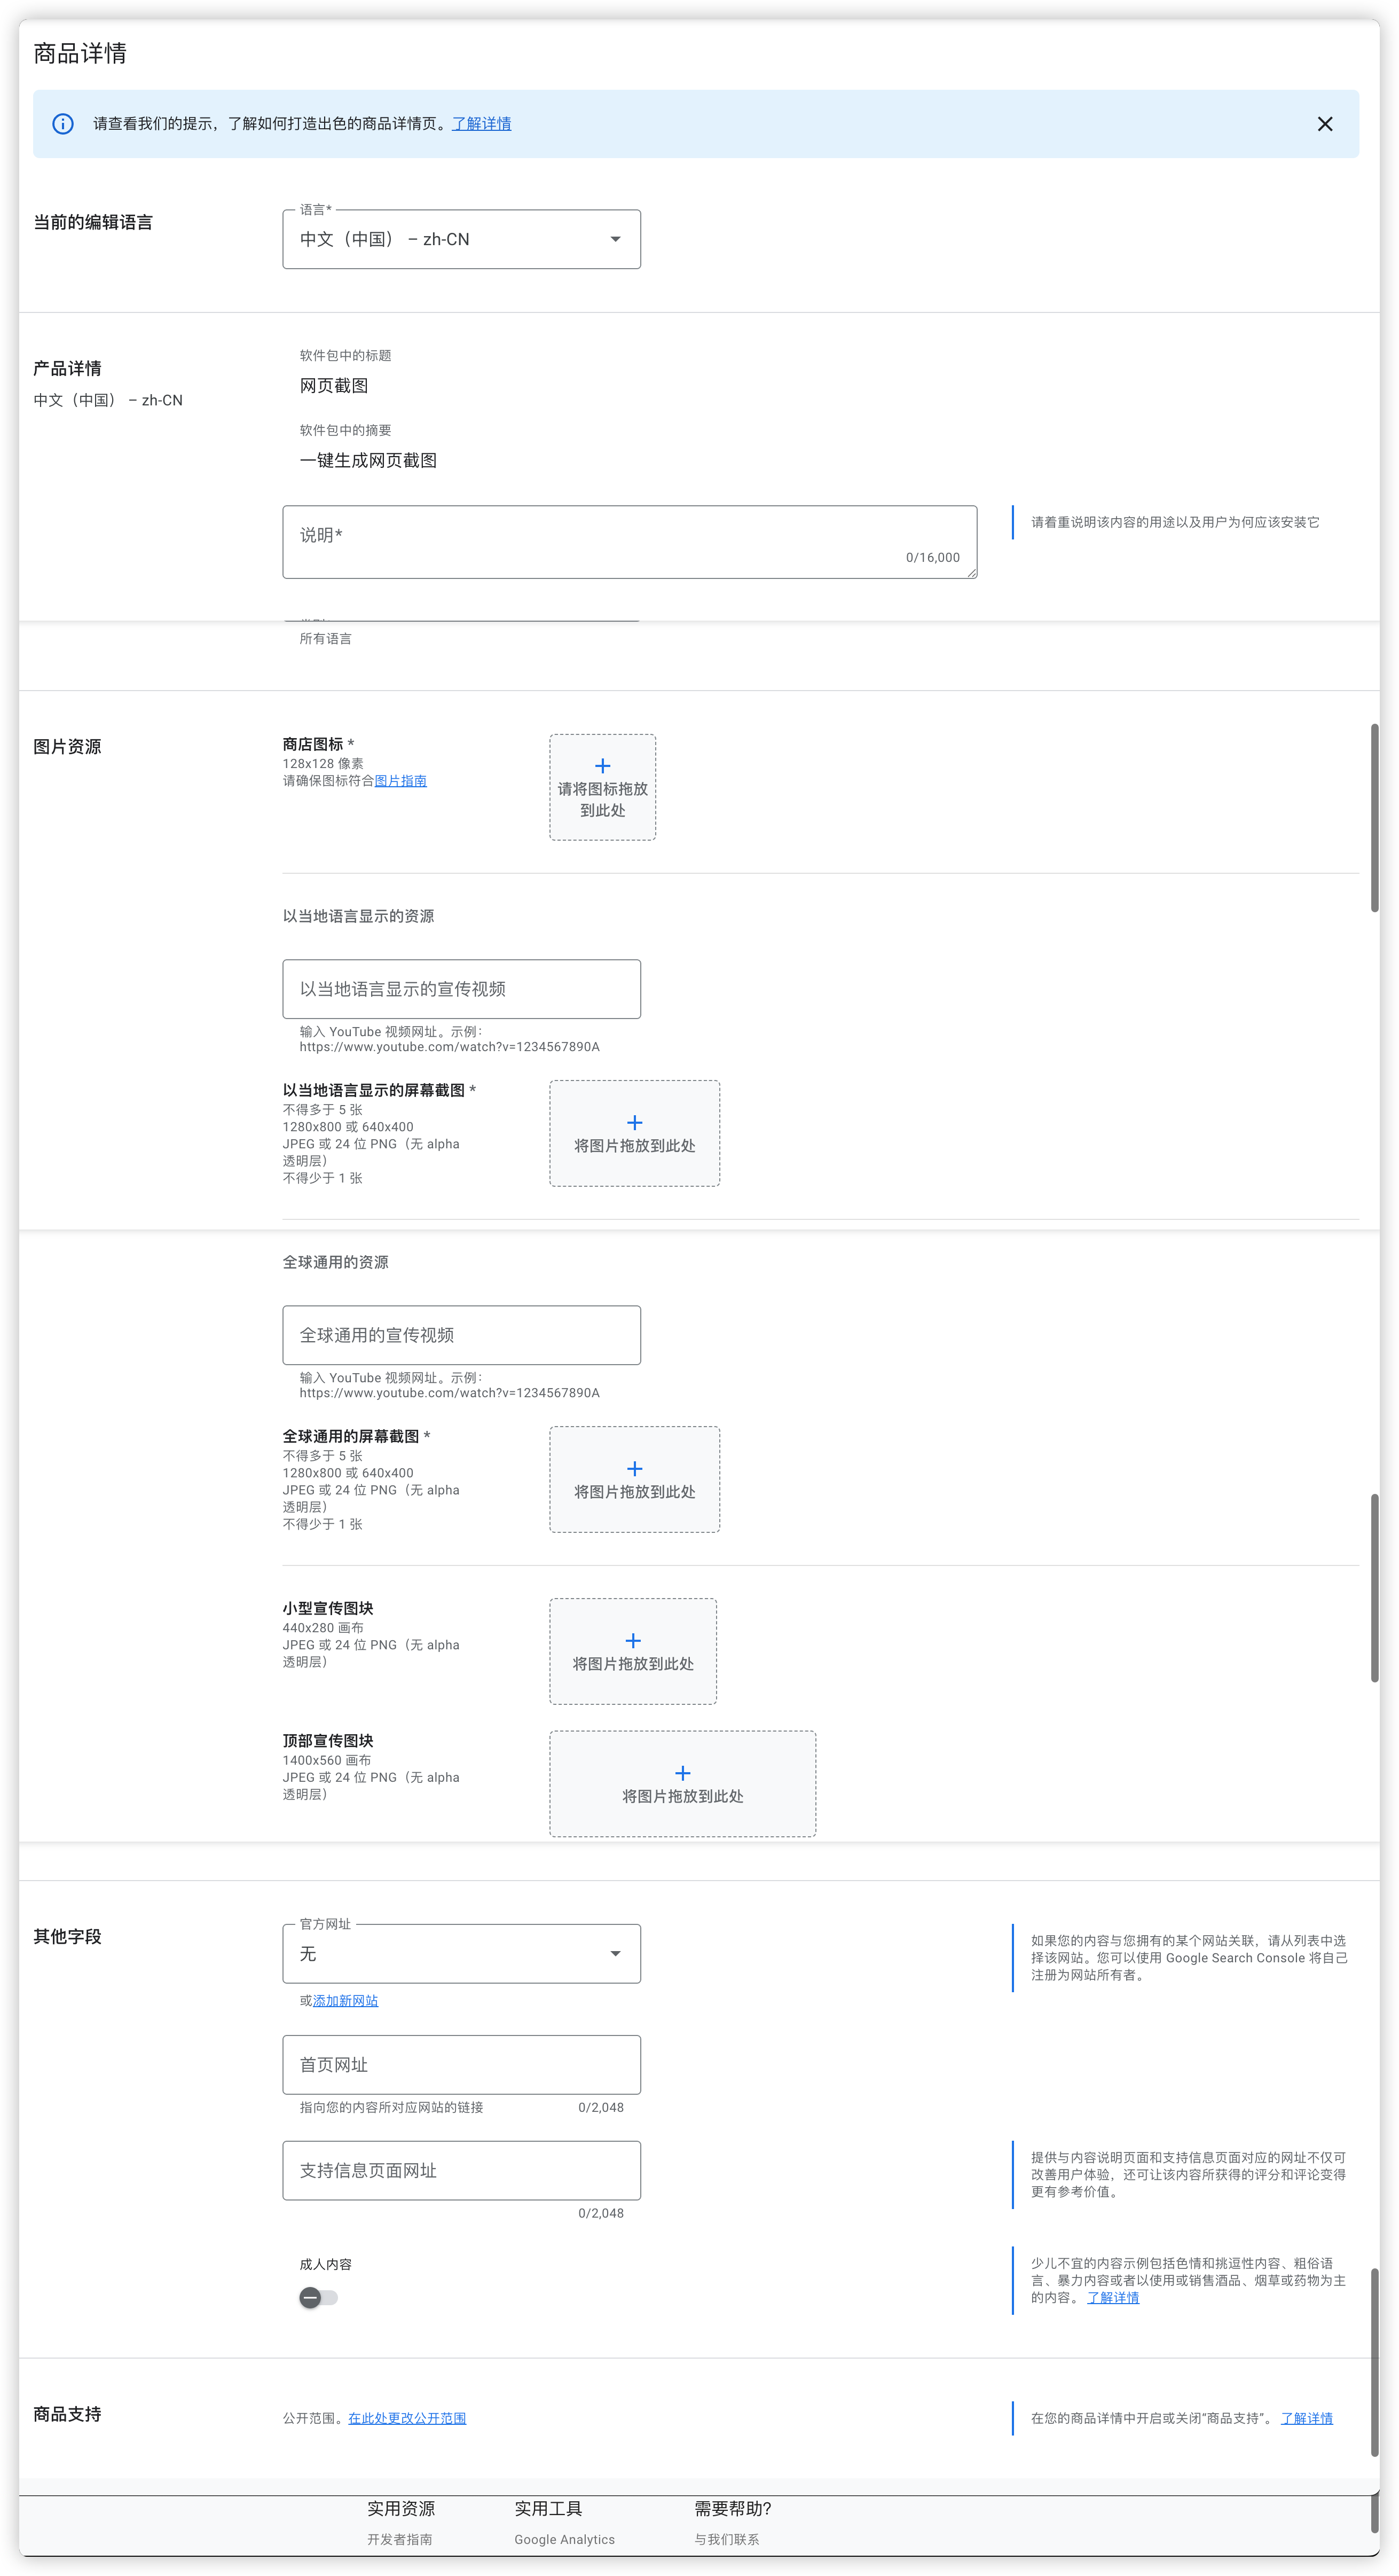 商品详情
请查看我们的提示，了解如何打造出色的商品详情页。了解详情
当前的编辑语言
语言*
中文（中国） – zh-CN
产品详情
中文（中国） – zh-CN
软件包中的标题
网页截图
软件包中的摘要
一键生成网页截图
说明*
0/16,000
请着重说明该内容的用途以及用户为何应该安装它
所有语言
图片资源
商店图标 *
128x128 像素
请确保图标符合图片指南
请将图标拖放
到此处
以当地语言显示的资源
以当地语言显示的宣传视频
输入 YouTube 视频网址。示例：
https://www.youtube.com/watch?v=1234567890A
以当地语言显示的屏幕截图 *
不得多于 5 张
1280x800 或 640x400
JPEG 或 24 位 PNG（无 alpha
透明层）
不得少于 1 张
将图片拖放到此处
全球通用的资源
全球通用的宣传视频
输入 YouTube 视频网址。示例：
https://www.youtube.com/watch?v=1234567890A
全球通用的屏幕截图 *
不得多于 5 张
1280x800 或 640x400
JPEG 或 24 位 PNG（无 alpha
透明层）
不得少于 1 张
将图片拖放到此处
小型宣传图块
440x280 画布
JPEG 或 24 位 PNG（无 alpha
透明层）
将图片拖放到此处
顶部宣传图块
1400x560 画布
JPEG 或 24 位 PNG（无 alpha
透明层）
将图片拖放到此处
其他字段
官方网址
无
或添加新网站
如果您的内容与您拥有的某个网站关联，请从列表中选
择该网站。您可以使用 Google Search Console 将自己
注册为网站所有者。
首页网址
指向您的内容所对应网站的链接
0/2,048
支持信息页面网址
0/2,048
提供与内容说明页面和支持信息页面对应的网址不仅可
改善用户体验，还可让该内容所获得的评分和评论变得
更有参考价值。
成人内容
少儿不宜的内容示例包括色情和挑逗性内容、粗俗语
言、暴力内容或者以使用或销售酒品、烟草或药物为主
的内容。 了解详情
商品支持
公开范围。在此处更改公开范围
在您的商品详情中开启或关闭“商品支持”。 了解详情
实用资源
实用工具
需要帮助?
开发者指南
Google Analytics
与我们联系